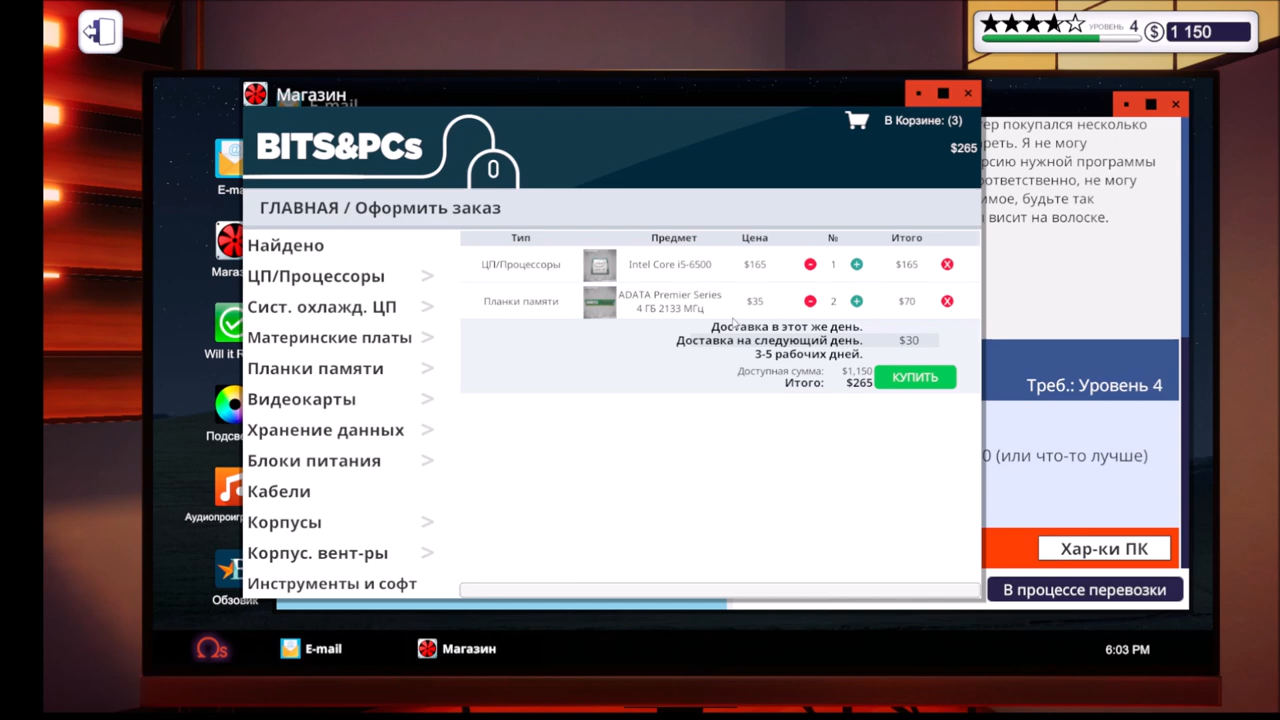 УРОВЕНЬ 4 $ 1 150
Магазин
E-mail
BITS&PCs
В Корзине: (3)
$265
ГЛАВНАЯ / Оформить заказ
Найдено
ЦП/Процессоры >
Сист. охлажд. ЦП >
Материнские платы >
Планки памяти >
Видеокарты >
Хранение данных >
Блоки питания >
Кабели
Корпусы >
Корпус. вент-ры >
Инструменты и софт
Тип Предмет Цена № Итого
ЦП/Процессоры Intel Core i5-6500 $165 1 $165
Планки памяти ADATA Premier Series 4 ГБ 2133 МГц $35 2 $70
Доставка в этот же день.
Доставка на следующий день. $30
3-5 рабочих дней.
Доступная сумма: $1,150
Итого: $265
КУПИТЬ
ер покупался несколько
реть. Я не могу
рсию нужной программы
оответственно, не могу
имое, будьте так
ы висит на волоске.
Треб.: Уровень 4
0 (или что-то лучше)
Хар-ки ПК
В процессе перевозки
E-ma
Мага
Will it R
Подсв
Аудиопроиг
Обзовик
Ωs
E-mail
Магазин
6:03 PM